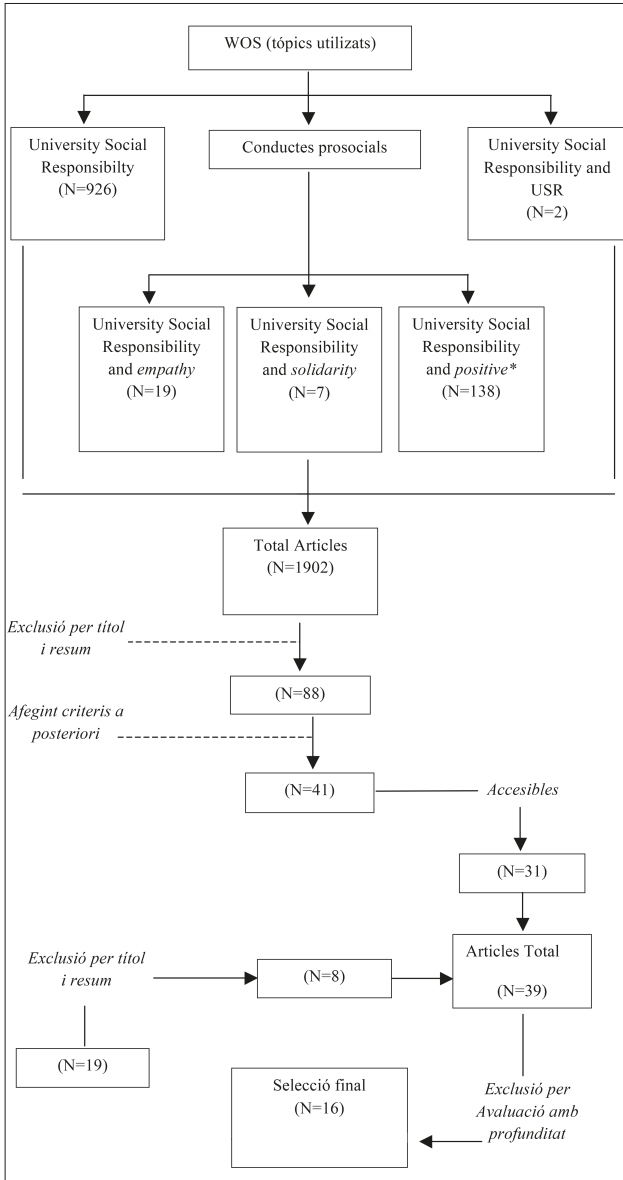 WOS (tópics utilizats)
University Social
Responsibilty
(N=926)
Conductes prosocials
University Social
Responsibility and
USR
(N=2)
University Social
Responsibility
and empathy
(N=19)
University Social
Responsibility
and solidarity
(N=7)
University Social
Responsibility
and positive*
(N=138)
Total Articles
(N=1902)
Exclusió per títol
i resum
(N=88)
Afegint criteris a
posteriori
(N=41)
Accesibles
(N=31)
Exclusió per títol
i resum
(N=8)
Articles Total
(N=39)
(N=19)
Selecció final
(N=16)
Exclusió per
Avaluació amb
profunditat